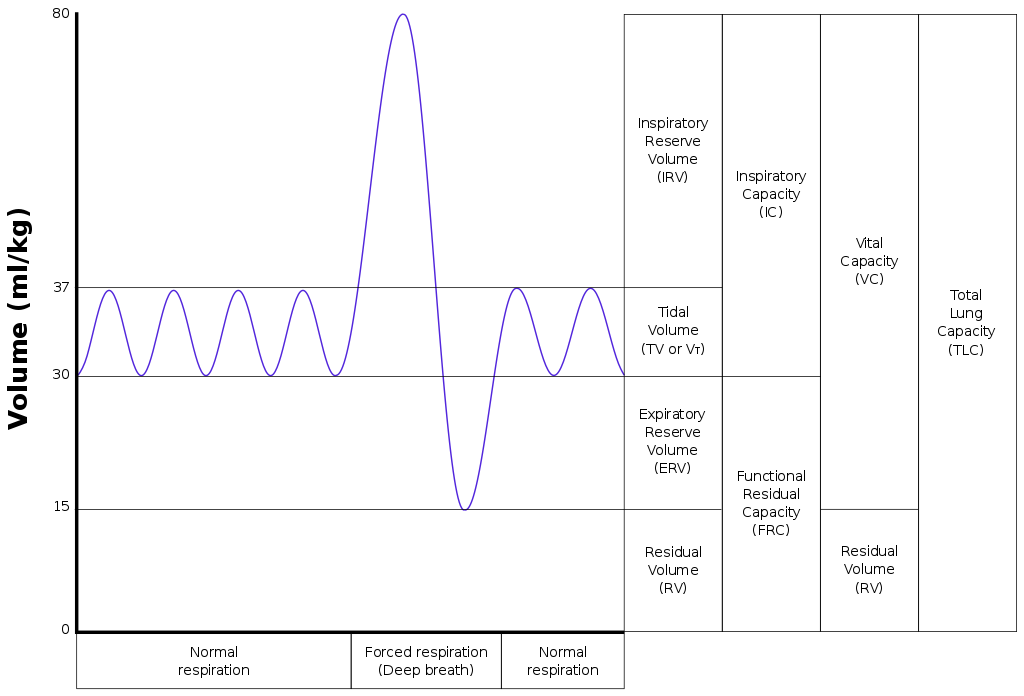 80
37
30
15
0
Volume (ml/kg)
Normal
respiration
Forced respiration
(Deep breath)
Normal
respiration
Inspiratory
Reserve
Volume
(IRV)
Tidal
Volume
(TV or VT)
Expiratory
Reserve
Volume
(ERV)
Residual
Volume
(RV)
Inspiratory
Capacity
(IC)
Functional
Residual
Capacity
(FRC)
Vital
Capacity
(VC)
Residual
Volume
(RV)
Total
Lung
Capacity
(TLC)